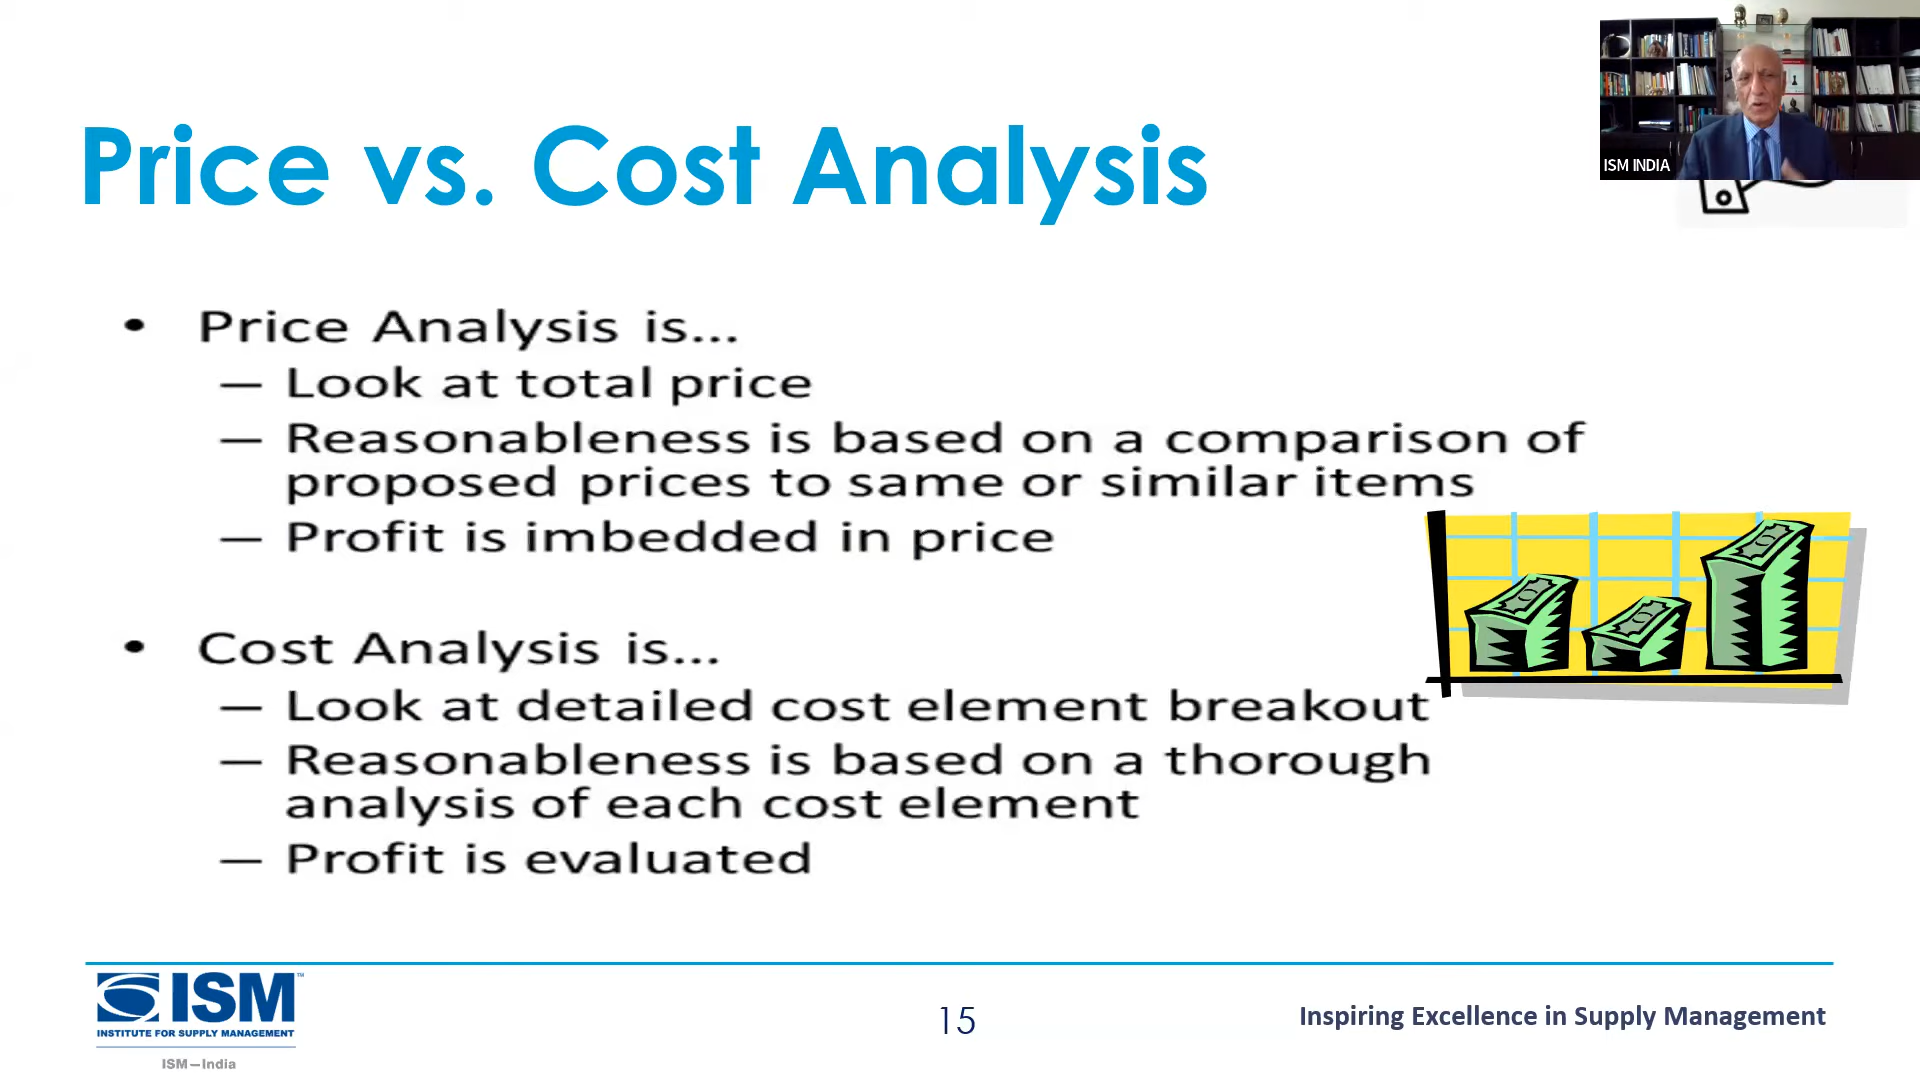 Price vs. Cost Analysis
ISM INDIA
• Price Analysis is...
– Look at total price
– Reasonableness is based on a comparison of
proposed prices to same or similar items
– Profit is imbedded in price
• Cost Analysis is...
– Look at detailed cost element breakout
– Reasonableness is based on a thorough
analysis of each cost element
– Profit is evaluated
ISM™
INSTITUTE FOR SUPPLY MANAGEMENT
ISM—India
15
Inspiring Excellence in Supply Management